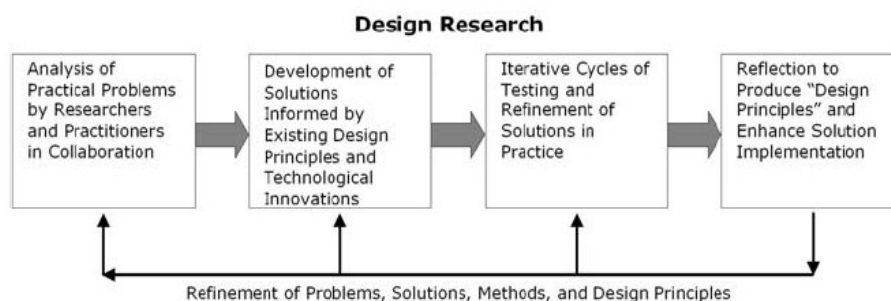 Design Research
Analysis of
Practical Problems
by Researchers
and Practitioners
in Collaboration
Development of
Solutions
Informed by
Existing Design
Principles and
Technological
Innovations
Iterative Cycles of
Testing and
Refinement of
Solutions in
Practice
Reflection to
Produce “Design
Principles” and
Enhance Solution
Implementation
Refinement of Problems, Solutions, Methods, and Design Principles